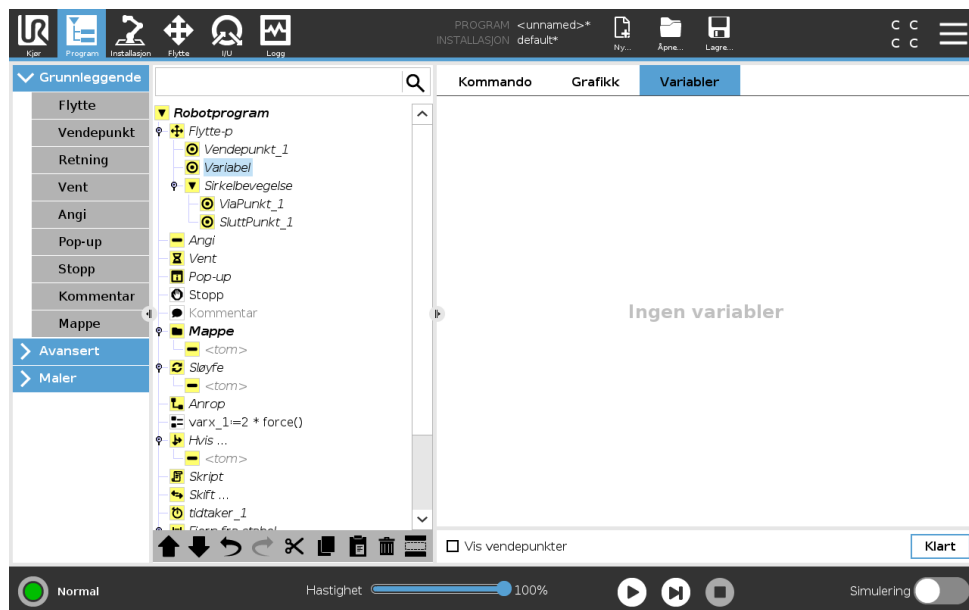 PROGRAM <unnamed>*
INSTALLASJON default*
Kjør Program Installasjon Flytte I/U Logg
Ny... Åpne... Lagre...
C C
C C
Grunnleggende
Flytte
Vendepunkt
Retning
Vent
Angi
Pop-up
Stopp
Kommentar
Mappe
Avansert
Maler
Robotprogram
Flytte-p
Vendepunkt_1
Variabel
Sirkelbevegelse
ViaPunkt_1
SluttPunkt_1
Angi
Vent
Pop-up
Stopp
Kommentar
Mappe
<tom>
Sløyfe
<tom>
Anrop
varx_1:=2 * force()
Hvis ...
<tom>
Skript
Skift ...
tidtaker_1
Kommando Grafikk Variabler
Ingen variabler
Vis vendepunkter
Klart
Normal
Hastighet 100%
Simulering